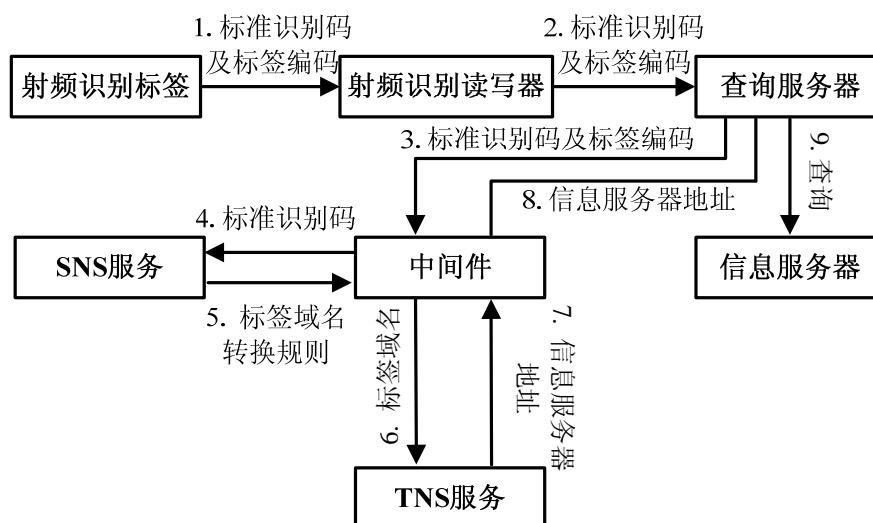 1. 标准识别码
及标签编码
2. 标准识别码
及标签编码
射频识别标签
射频识别读写器
查询服务器
3. 标准识别码及标签编码
8. 信息服务器地址
9. 查询
4. 标准识别码
SNS服务
中间件
信息服务器
5. 标签域名
转换规则
6. 标签域名
7. 信息服务器
地址
TNS服务